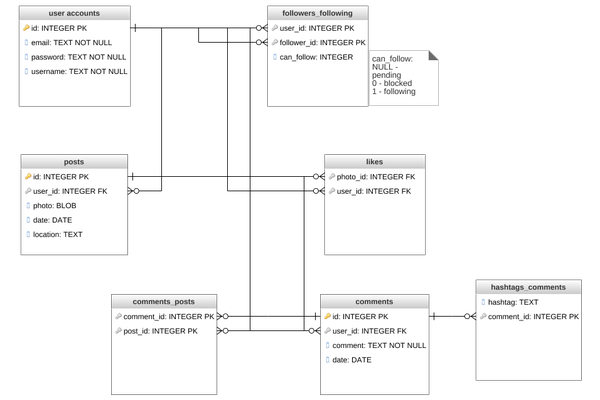 user accounts
id: INTEGER PK
email: TEXT NOT NULL
password: TEXT NOT NULL
username: TEXT NOT NULL
followers_following
user_id: INTEGER PK
follower_id: INTEGER PK
can_follow: INTEGER
can_follow:
NULL -
pending
0 - blocked
1 - following
posts
id: INTEGER PK
user_id: INTEGER FK
photo: BLOB
date: DATE
location: TEXT
likes
photo_id: INTEGER FK
user_id: INTEGER FK
comments_posts
comment_id: INTEGER PK
post_id: INTEGER PK
comments
id: INTEGER PK
user_id: INTEGER FK
comment: TEXT NOT NULL
date: DATE
hashtags_comments
hashtag: TEXT
comment_id: INTEGER PK